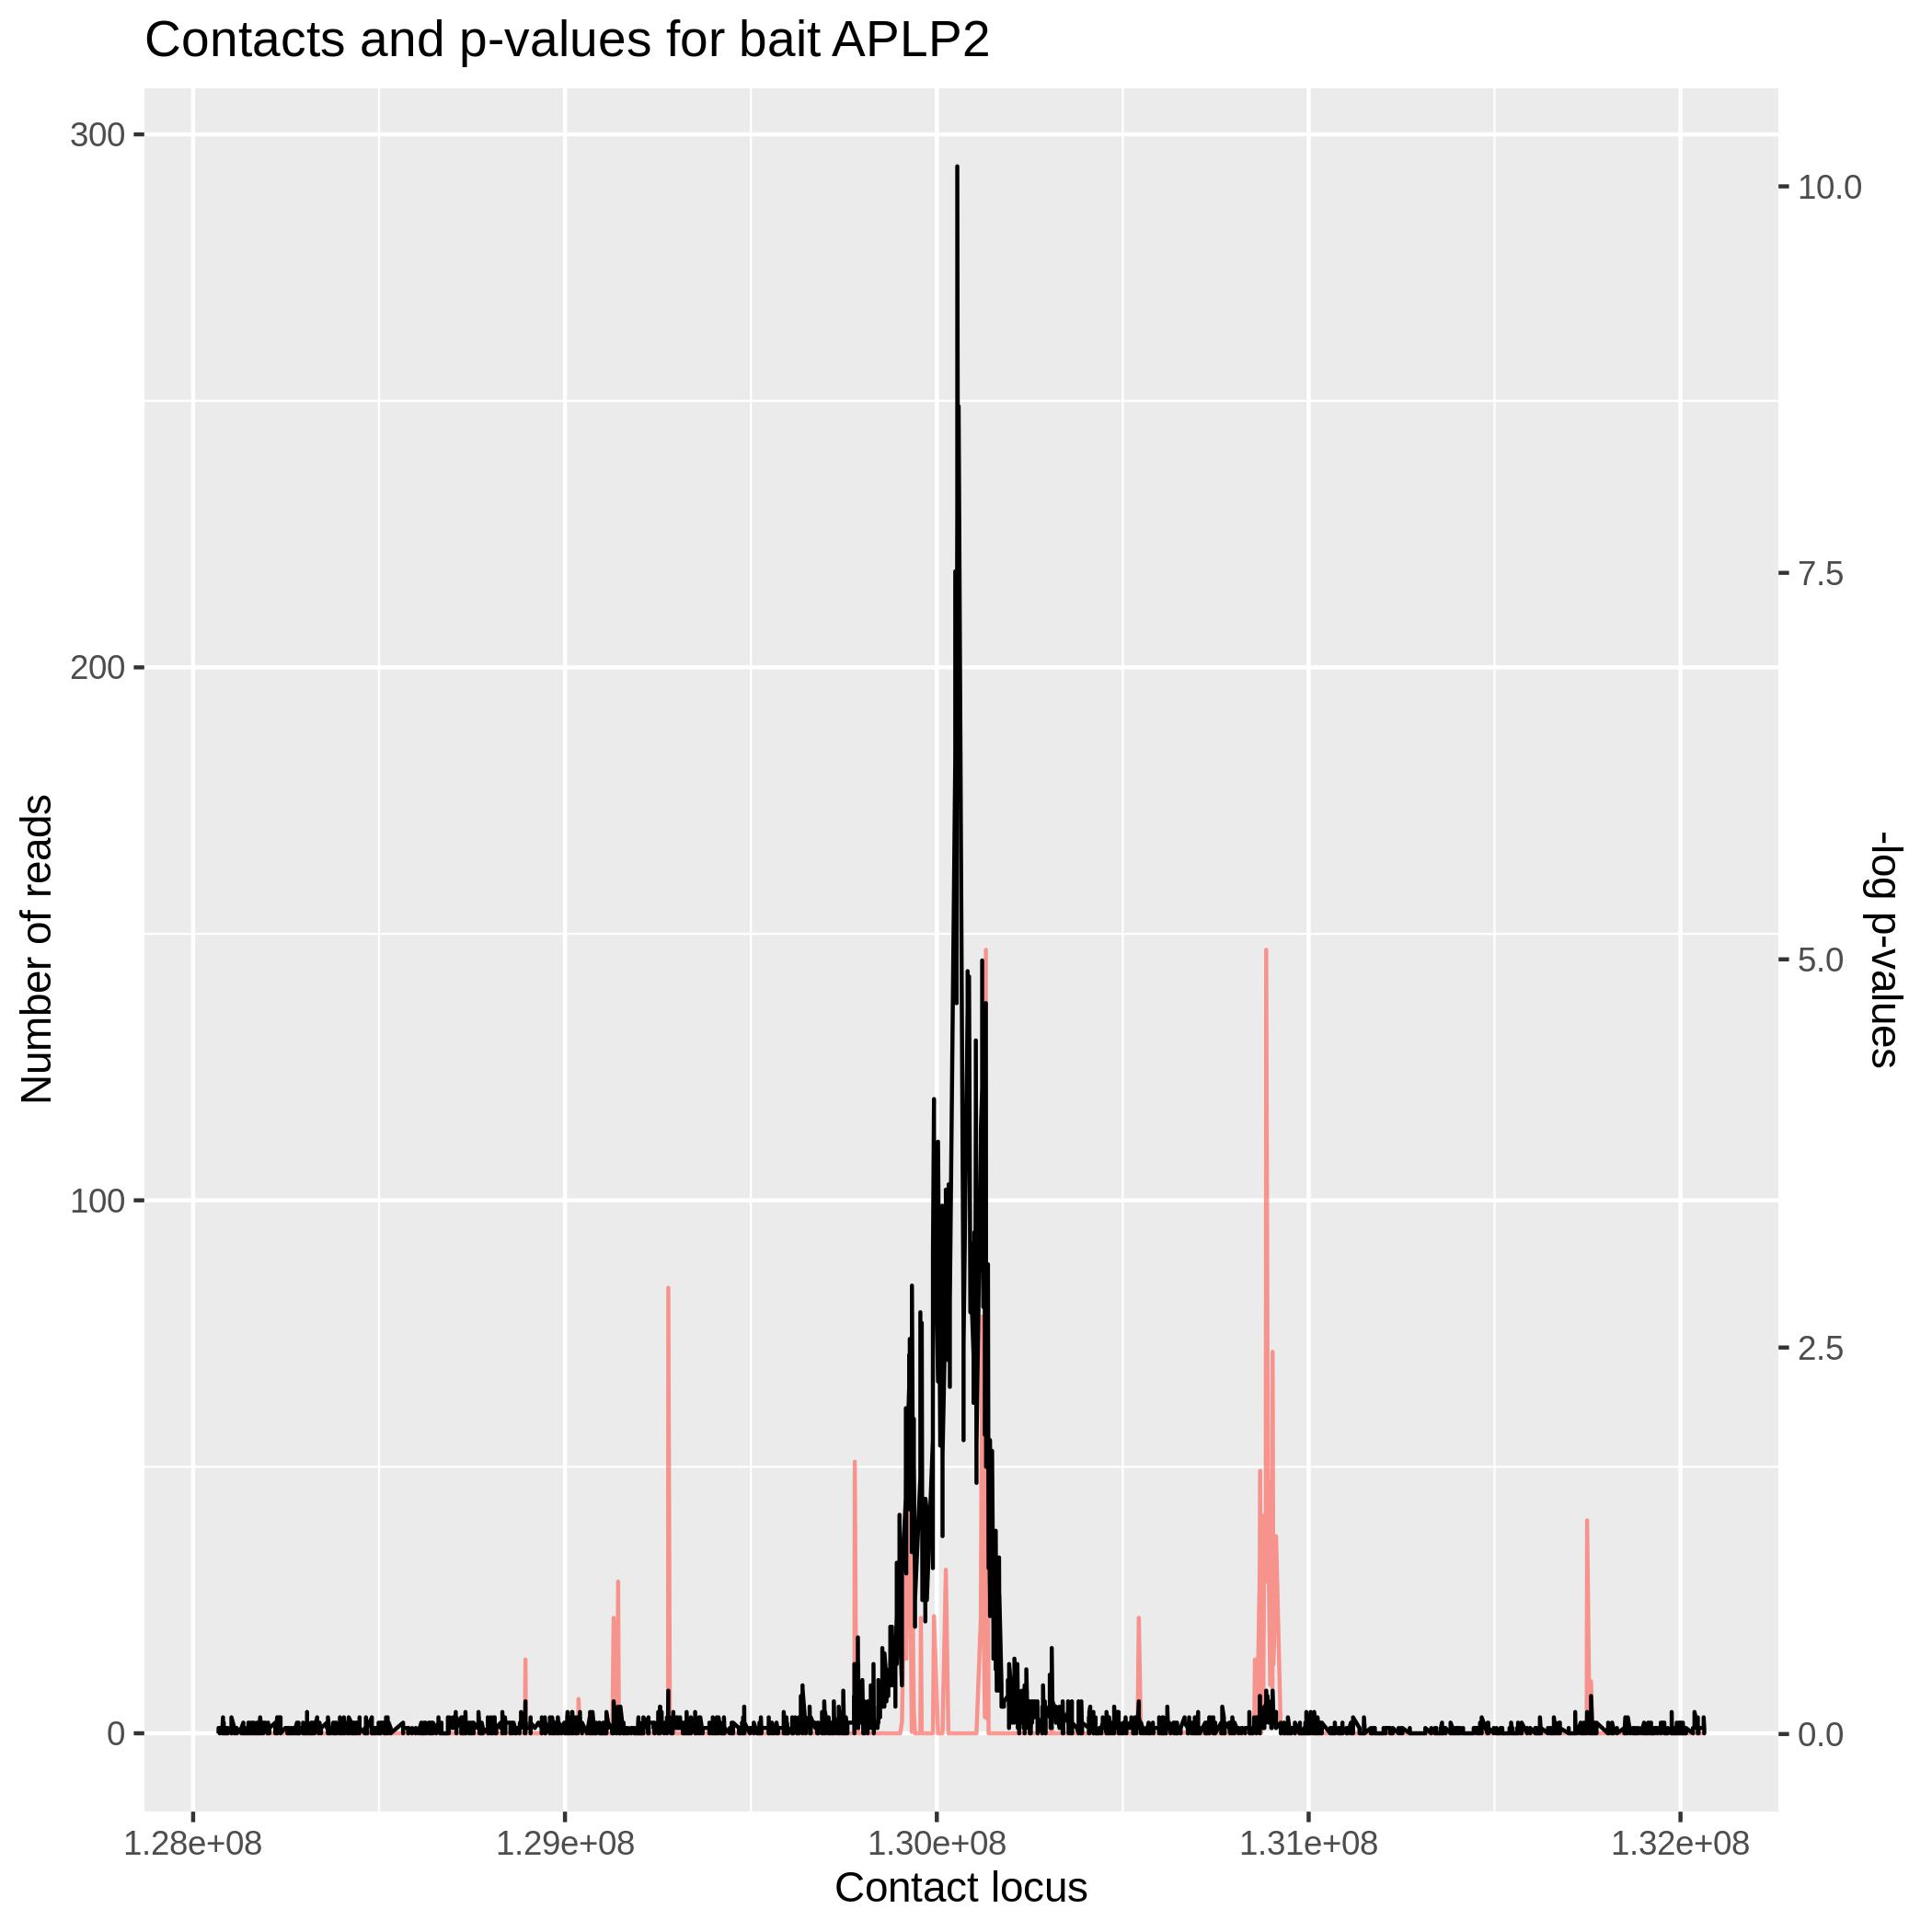 Contacts and p-values for bait APLP2
300
200
100
0
Number of reads
10.0
7.5
5.0
2.5
0.0
-log p-values
1.28e+08
1.29e+08
1.30e+08
1.31e+08
1.32e+08
Contact locus